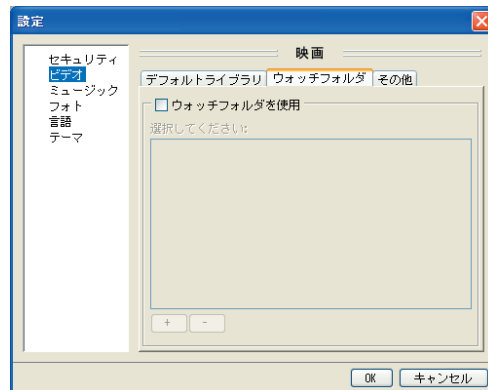 設定
セキュリティ
ビデオ
ミュージック
フォト
言語
テーマ
映画
デフォルトライブラリ ウォッチフォルダ その他
ウォッチフォルダを使用
選択してください:
+ -
OK キャンセル